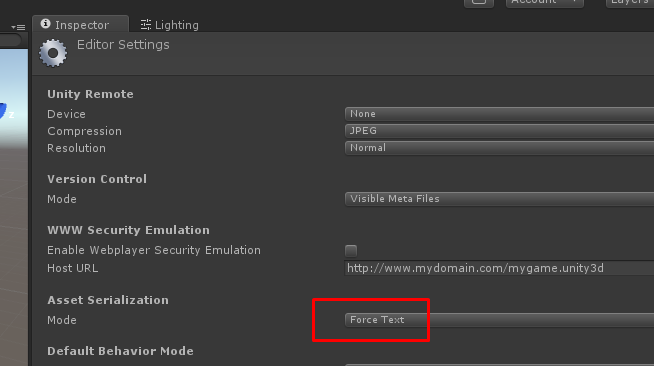 Account
Layers
Inspector
Lighting
Editor Settings
Unity Remote
Device
None
Compression
JPEG
Resolution
Normal
Version Control
Mode
Visible Meta Files
WWW Security Emulation
Enable Webplayer Security Emulation
Host URL
http://www.mydomain.com/mygame.unity3d
Asset Serialization
Mode
Force Text
Default Behavior Mode
z